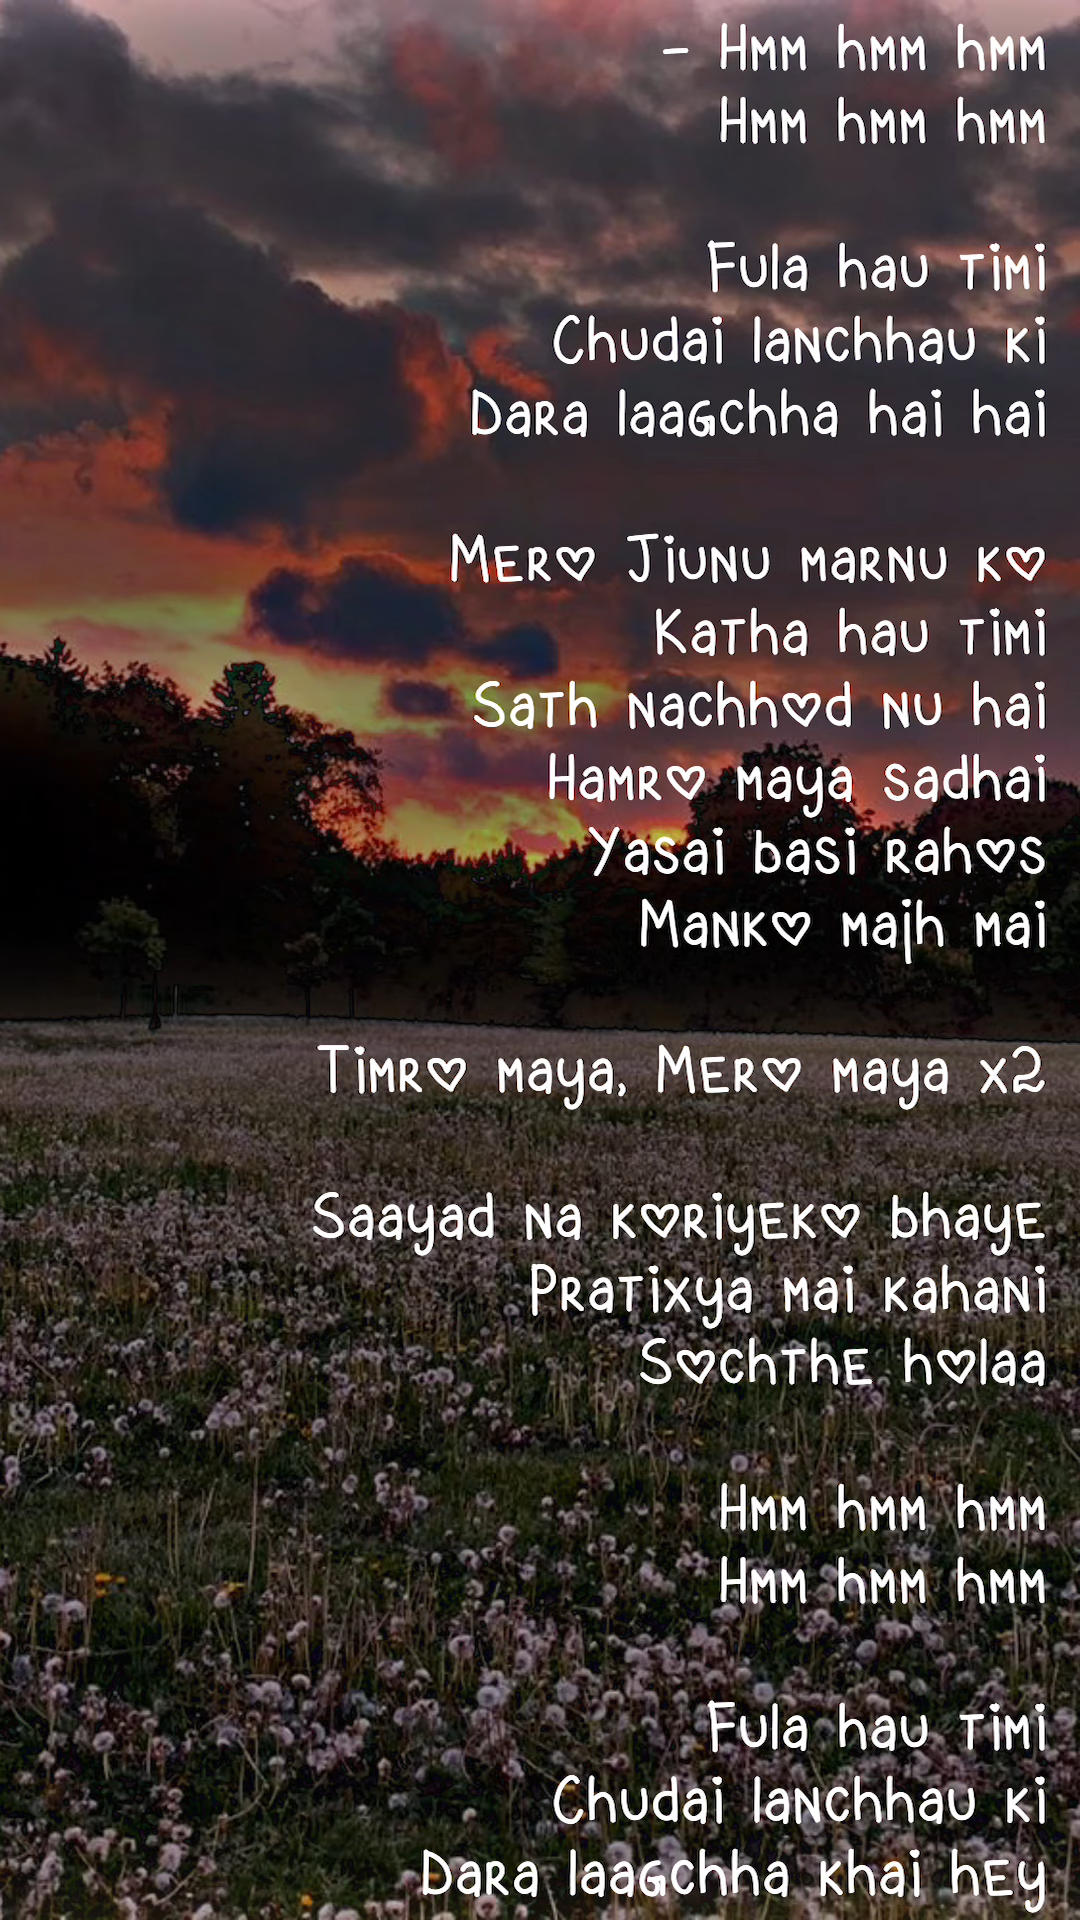 - Hmm hmm hmm
Hmm hmm hmm
Fula hau timi
Chudai lanchhau ki
Dara laagchha hai hai
Mero Jiunu marnu ko
Katha hau timi
Sath nachhod nu hai
Hamro maya sadhai
Yasai basi rahos
Manko majh mai
Timro maya, Mero maya x2
Saayad na koriyeko bhaye
Pratixya mai kahani
Sochthe holaa
Hmm hmm hmm
Hmm hmm hmm
Fula hau timi
Chudai lanchhau ki
Dara laagchha khai hey